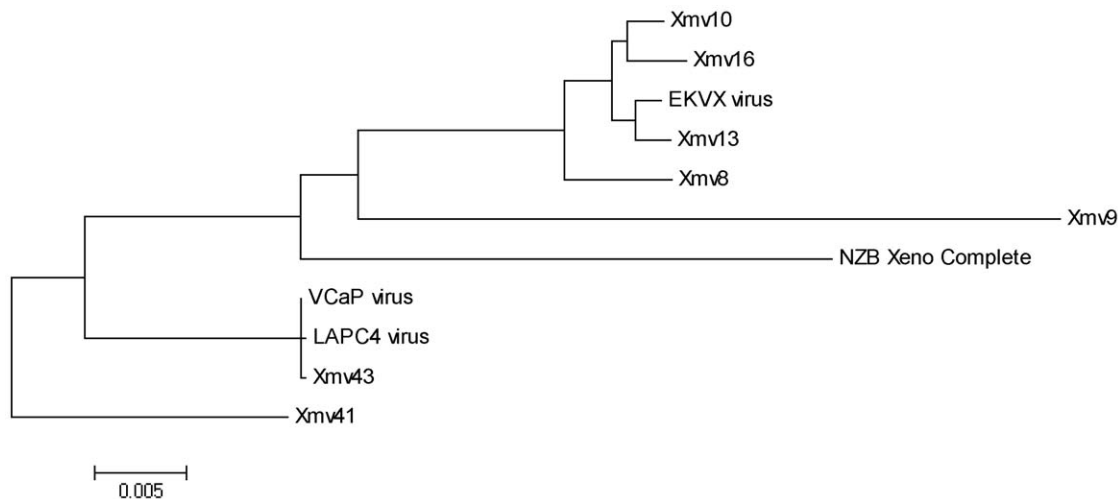 Xmv10
Xmv16
EKVX virus
Xmv13
Xmv8
Xmv9
NZB Xeno Complete
VCaP virus
LAPC4 virus
Xmv43
Xmv41
0.005